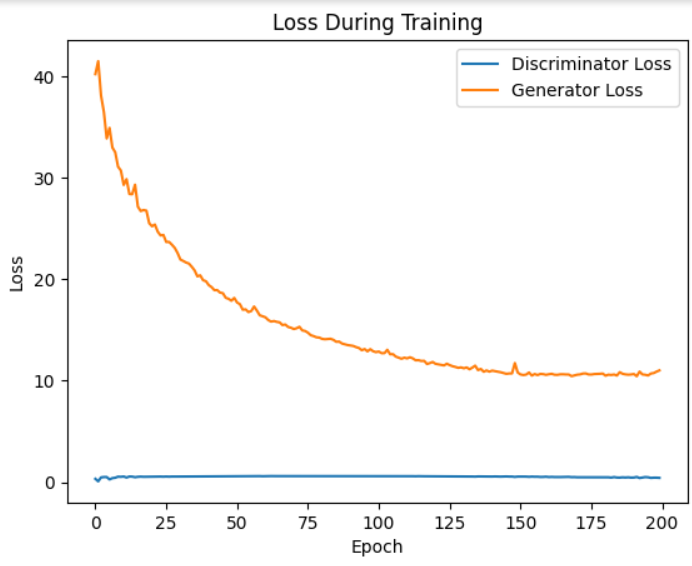 Loss During Training
Discriminator Loss
Generator Loss
40
30
20
10
0
Loss
0 25 50 75 100 125 150 175 200
Epoch